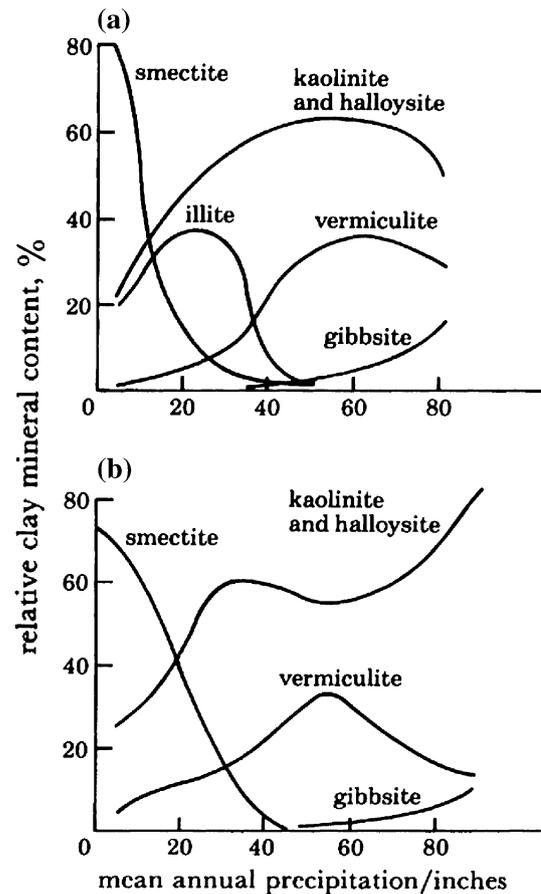 (a)
80
smectite
kaolinite
and halloysite
60
illite
vermiculite
40
20
gibbsite
0
20
40
60
80
relative clay mineral content, %
(b)
80
smectite
kaolinite
and halloysite
60
40
vermiculite
20
gibbsite
0
20
40
60
80
mean annual precipitation/inches